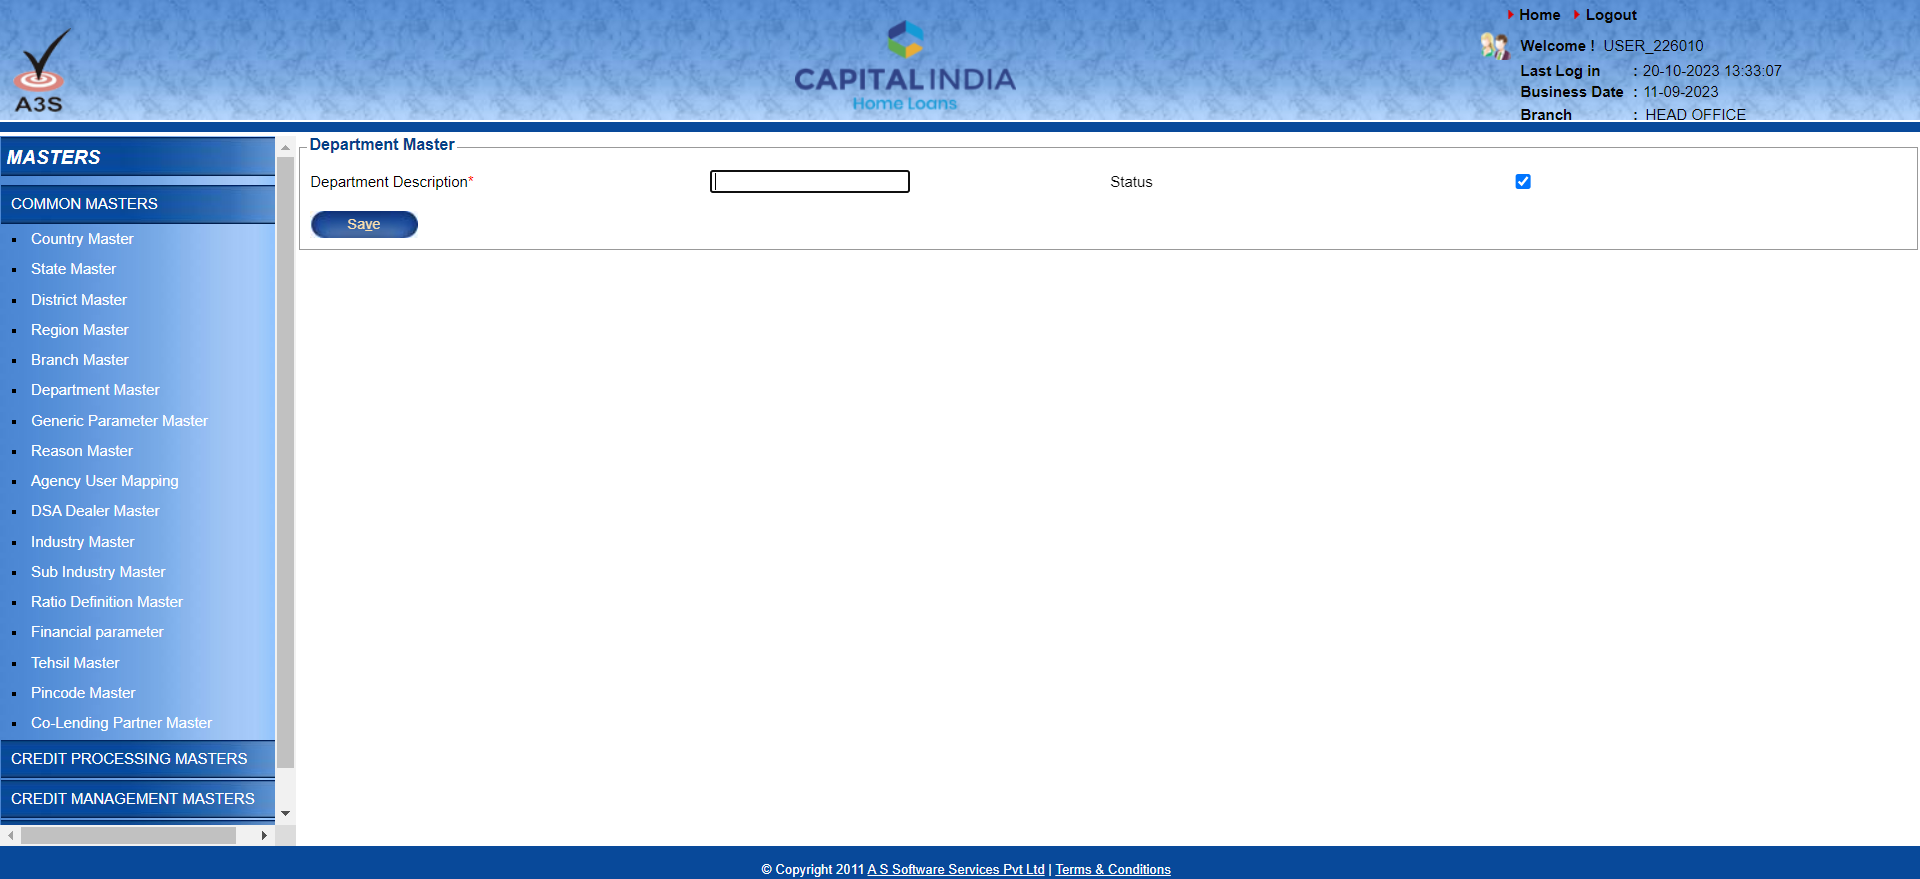 Home Logout
Welcome ! USER_226010
Last Log in : 20-10-2023 13:33:07
Business Date : 11-09-2023
Branch : HEAD OFFICE
A3S
CAPITALINDIA
Home Loans
MASTERS
COMMON MASTERS
Country Master
State Master
District Master
Region Master
Branch Master
Department Master
Generic Parameter Master
Reason Master
Agency User Mapping
DSA Dealer Master
Industry Master
Sub Industry Master
Ratio Definition Master
Financial parameter
Tehsil Master
Pincode Master
Co-Lending Partner Master
CREDIT PROCESSING MASTERS
CREDIT MANAGEMENT MASTERS
Department Master
Department Description* Status
Save
© Copyright 2011 A S Software Services Pvt Ltd | Terms & Conditions